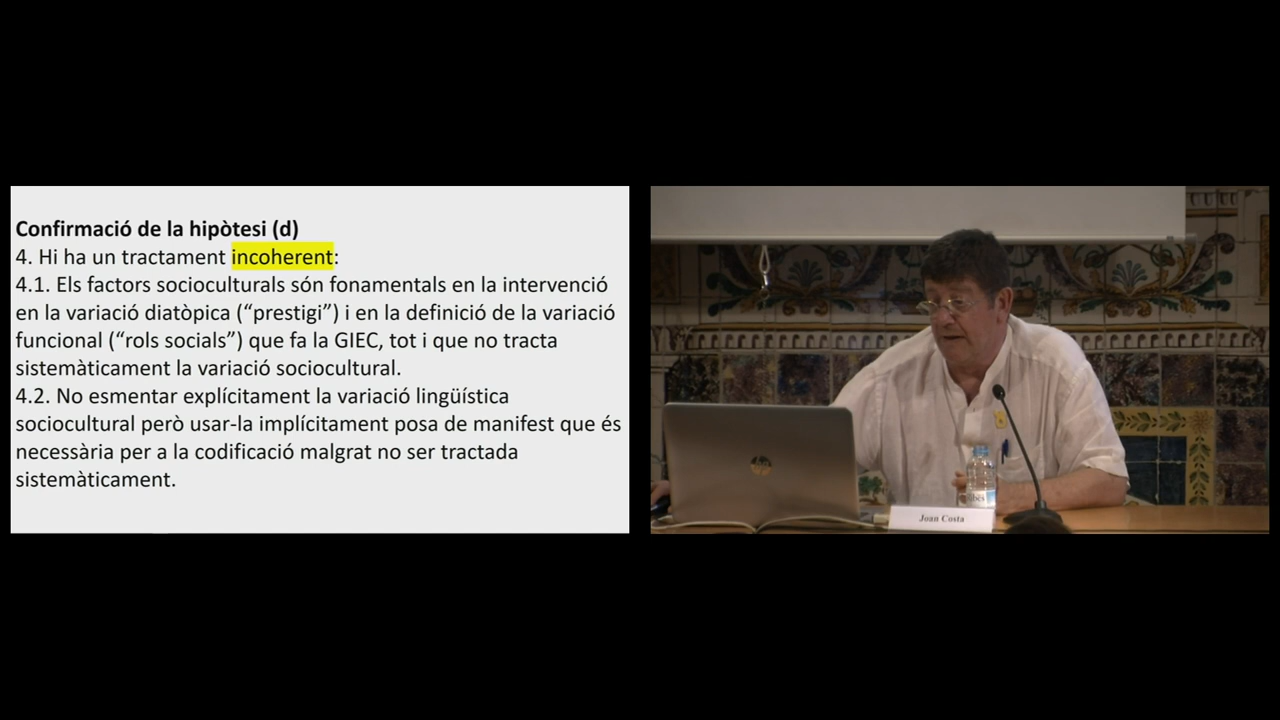 Confirmació de la hipòtesi (d)
4. Hi ha un tractament incoherent:
4.1. Els factors socioculturals són fonamentals en la intervenció
en la variació diatòpica (“prestigi”) i en la definició de la variació
funcional (“rols socials”) que fa la GIEC, tot i que no tracta
sistemàticament la variació sociocultural.
4.2. No esmentar explícitament la variació lingüística
sociocultural però usar-la implícitament posa de manifest que és
necessària per a la codificació malgrat no ser tractada
sistemàticament.
hp
Joan Costa